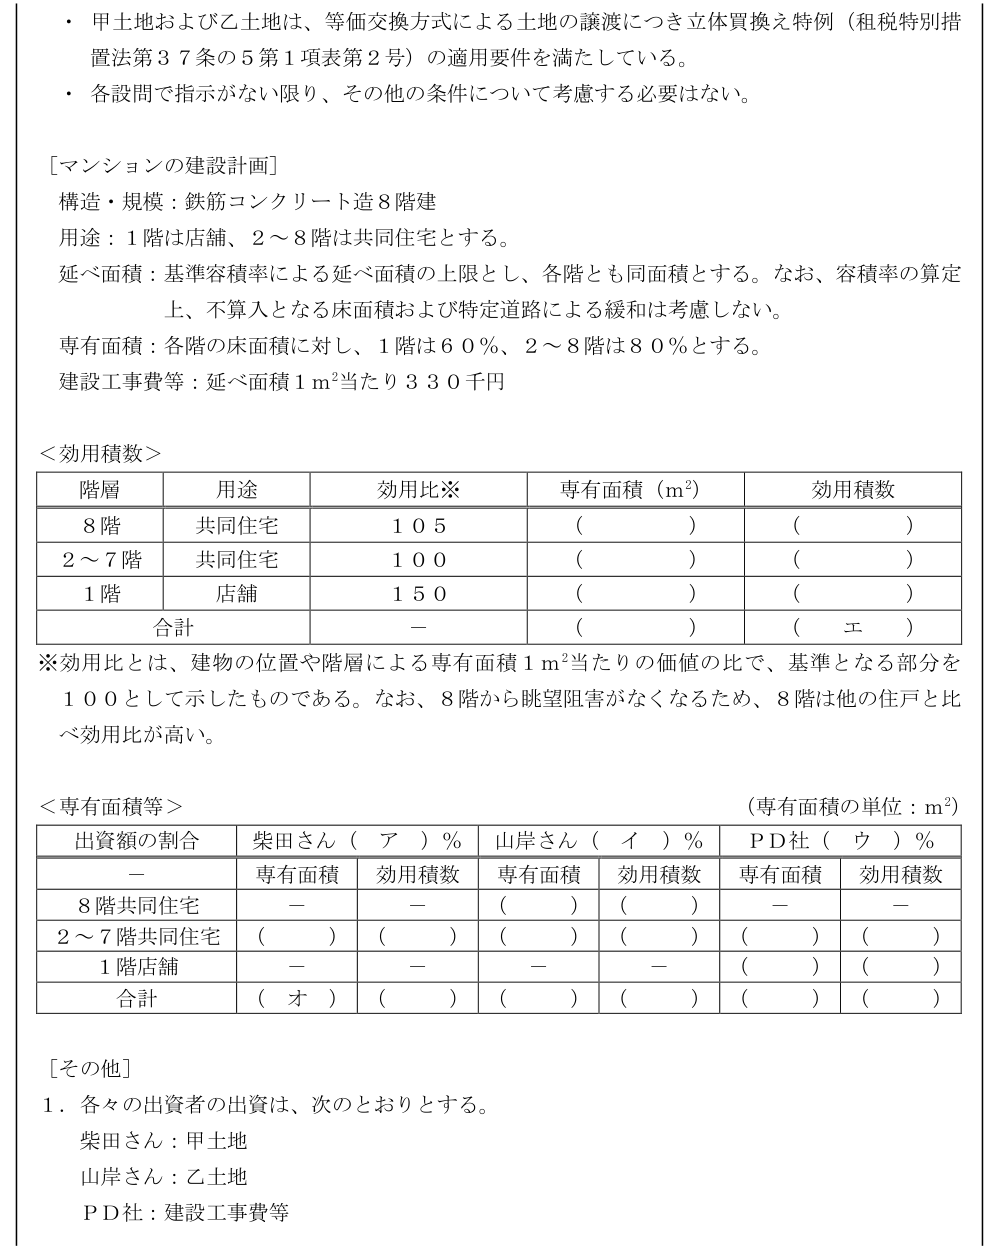 ・ 甲土地および乙土地は、等価交換方式による土地の譲渡につき立体買換え特例（租税特別措
置法第３７条の５第１項表第２号）の適用要件を満たしている。
・ 各設問で指示がない限り、その他の条件について考慮する必要はない。
［マンションの建設計画］
構造・規模：鉄筋コンクリート造８階建
用途：１階は店舗、２～８階は共同住宅とする。
延べ面積：基準容積率による延べ面積の上限とし、各階とも同面積とする。なお、容積率の算定
上、不算入となる床面積および特定道路による緩和は考慮しない。
専有面積：各階の床面積に対し、１階は６０％、２～８階は８０％とする。
建設工事費等：延べ面積１m²当たり３３０千円
＜効用積数＞
階層 用途 効用比※ 専有面積（m²） 効用積数
８階 共同住宅 １０５ （ ） （ ）
２～７階 共同住宅 １００ （ ） （ ）
１階 店舗 １５０ （ ） （ ）
合計 － （ ） （ エ ）
※効用比とは、建物の位置や階層による専有面積１m²当たりの価値の比で、基準となる部分を
１００として示したものである。なお、８階から眺望阻害がなくなるため、８階は他の住戸と比
べ効用比が高い。
＜専有面積等＞ （専有面積の単位：m²）
出資額の割合 柴田さん（ ア ）％ 山岸さん（ イ ）％ ＰＤ社（ ウ ）％
－ 専有面積 効用積数 専有面積 効用積数 専有面積 効用積数
８階共同住宅 － － （ ） （ ） － －
２～７階共同住宅 （ ） （ ） （ ） （ ） （ ） （ ）
１階店舗 － － － － （ ） （ ）
合計 （ オ ） （ ） （ ） （ ） （ ） （ ）
［その他］
１．各々の出資者の出資は、次のとおりとする。
柴田さん：甲土地
山岸さん：乙土地
ＰＤ社：建設工事費等